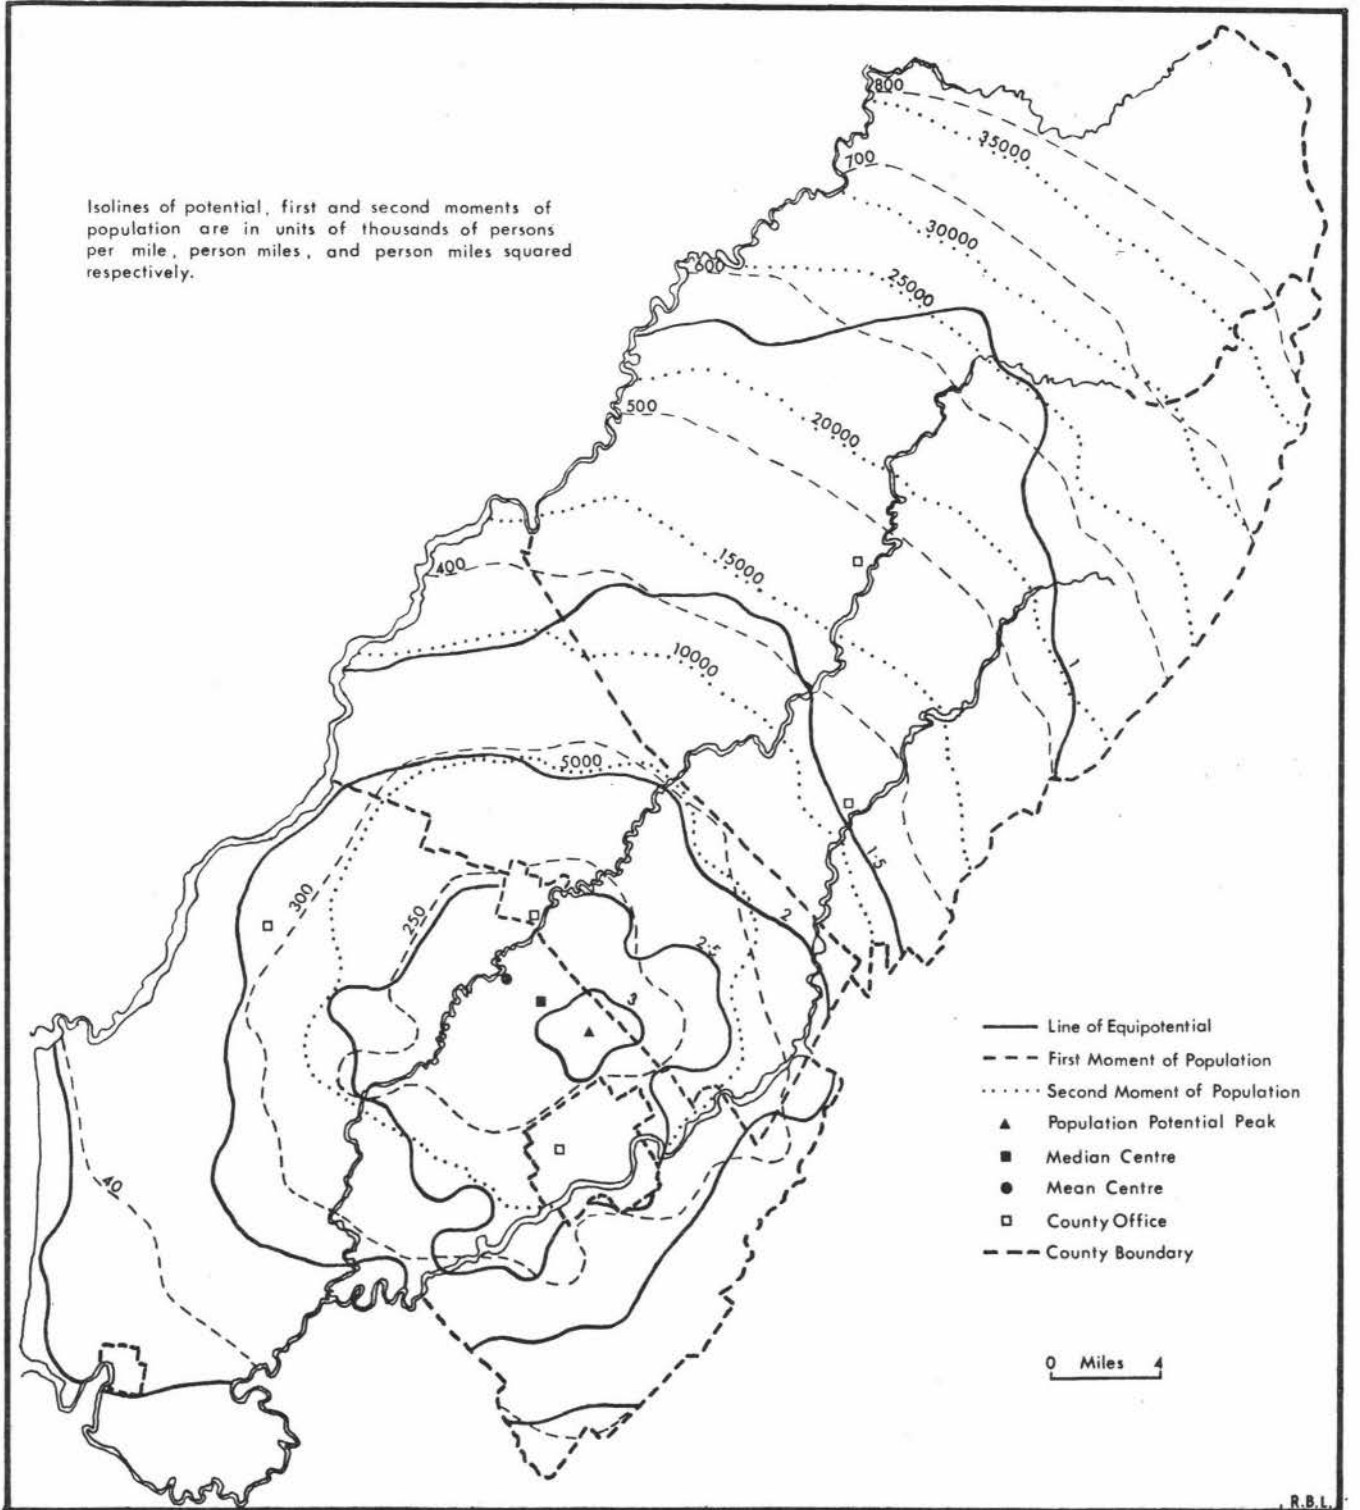 800
35000
700
Isolines of potential, first and second moments of
population are in units of thousands of persons
per mile, person miles, and person miles squared
respectively.
30000
600
25000
500
20000
15000
400
10000
1
5000
1·5
300
250
2
2·5
3
Line of Equipotential
First Moment of Population
Second Moment of Population
Population Potential Peak
Median Centre
Mean Centre
County Office
County Boundary
40
0 Miles 4
R.B.L.